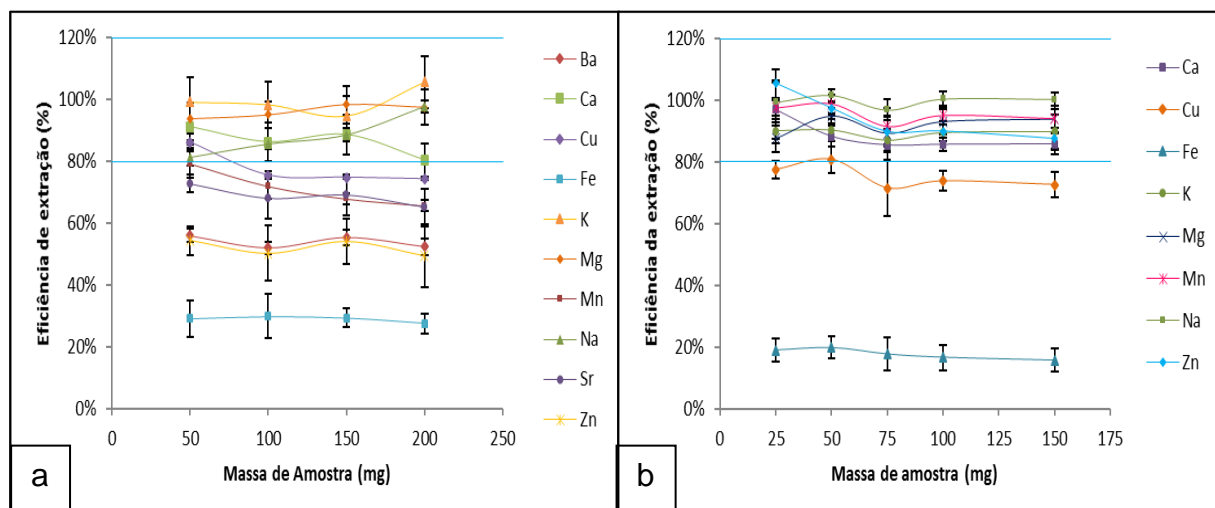 120%
100%
80%
60%
40%
20%
0%
Eficiência de extração (%)
0 50 100 150 200 250
Massa de Amostra (mg)
Ba
Ca
Cu
Fe
K
Mg
Mn
Na
Sr
Zn
a
120%
100%
80%
60%
40%
20%
0%
Eficiência da extração (%)
0 25 50 75 100 125 150 175
Massa de amostra (mg)
Ca
Cu
Fe
K
Mg
Mn
Na
Zn
b